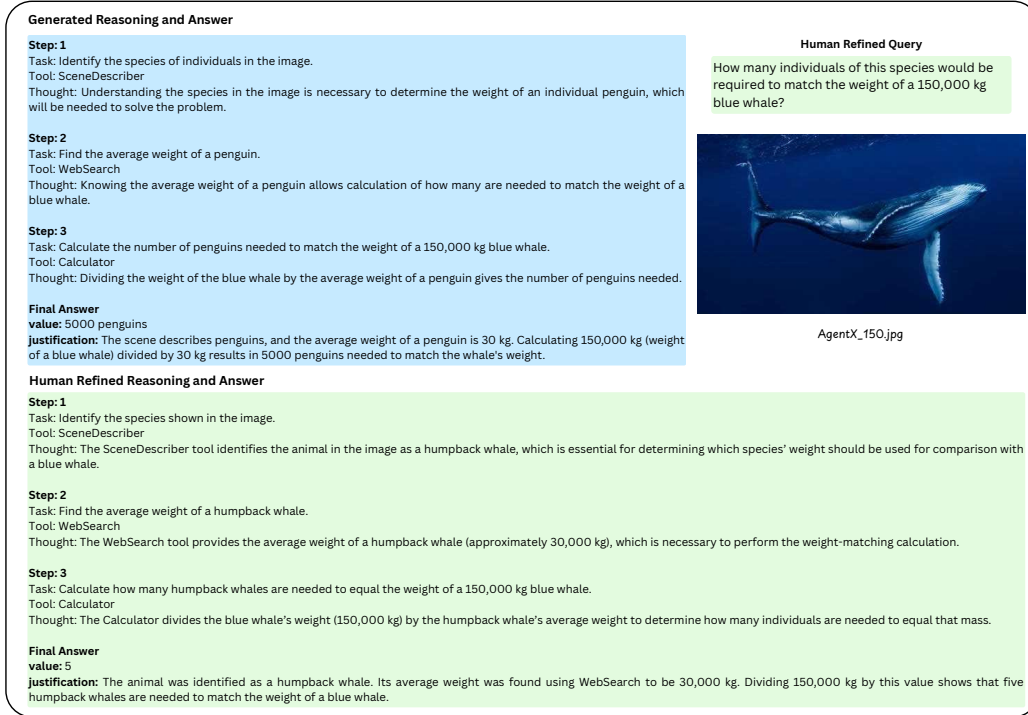 Generated Reasoning and Answer
Step: 1
Task: Identify the species of individuals in the image.
Tool: SceneDescriber
Thought: Understanding the species in the image is necessary to determine the weight of an individual penguin, which
will be needed to solve the problem.
Step: 2
Task: Find the average weight of a penguin.
Tool: WebSearch
Thought: Knowing the average weight of a penguin allows calculation of how many are needed to match the weight of a
blue whale.
Step: 3
Task: Calculate the number of penguins needed to match the weight of a 150,000 kg blue whale.
Tool: Calculator
Thought: Dividing the weight of the blue whale by the average weight of a penguin gives the number of penguins needed.
Final Answer
value: 5000 penguins
justification: The scene describes penguins, and the average weight of a penguin is 30 kg. Calculating 150,000 kg (weight
of a blue whale) divided by 30 kg results in 5000 penguins needed to match the whale's weight.
Human Refined Query
How many individuals of this species would be
required to match the weight of a 150,000 kg
blue whale?
AgentX_150.jpg
Human Refined Reasoning and Answer
Step: 1
Task: Identify the species shown in the image.
Tool: SceneDescriber
Thought: The SceneDescriber tool identifies the animal in the image as a humpback whale, which is essential for determining which species' weight should be used for comparison with
a blue whale.
Step: 2
Task: Find the average weight of a humpback whale.
Tool: WebSearch
Thought: The WebSearch tool provides the average weight of a humpback whale (approximately 30,000 kg), which is necessary to perform the weight-matching calculation.
Step: 3
Task: Calculate how many humpback whales are needed to equal the weight of a 150,000 kg blue whale.
Tool: Calculator
Thought: The Calculator divides the blue whale's weight (150,000 kg) by the humpback whale's average weight to determine how many individuals are needed to equal that mass.
Final Answer
value: 5
justification: The animal was identified as a humpback whale. Its average weight was found using WebSearch to be 30,000 kg. Dividing 150,000 kg by this value shows that five
humpback whales are needed to match the weight of a blue whale.